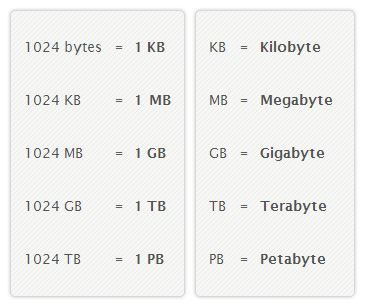 1024 bytes = 1 KB
1024 KB = 1 MB
1024 MB = 1 GB
1024 GB = 1 TB
1024 TB = 1 PB
KB = Kilobyte
MB = Megabyte
GB = Gigabyte
TB = Terabyte
PB = Petabyte